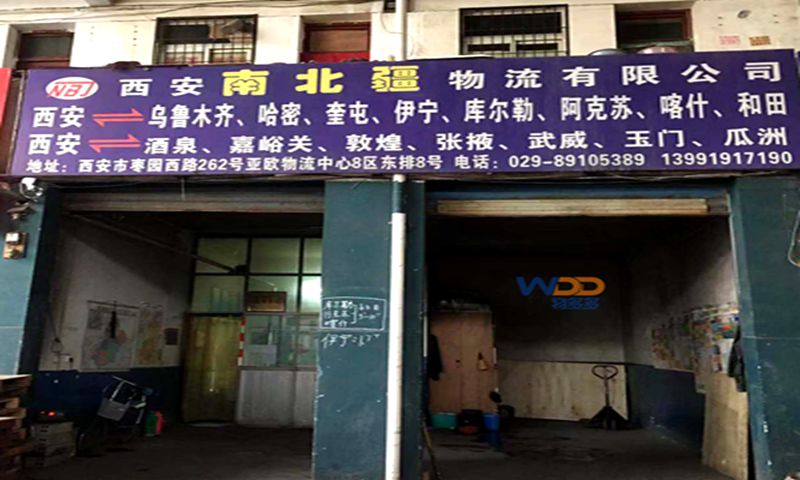 NBJ 西安南北疆物流有限公司
西安⇌乌鲁木齐、哈密、奎屯、伊宁、库尔勒、阿克苏、喀什、和田
西安⇌酒泉、嘉峪关、敦煌、张掖、武威、玉门、瓜洲
地址：西安市枣园西路262号亚欧物流中心8区东排8号 电话：029-89105389 13991917190
WDD
物多多